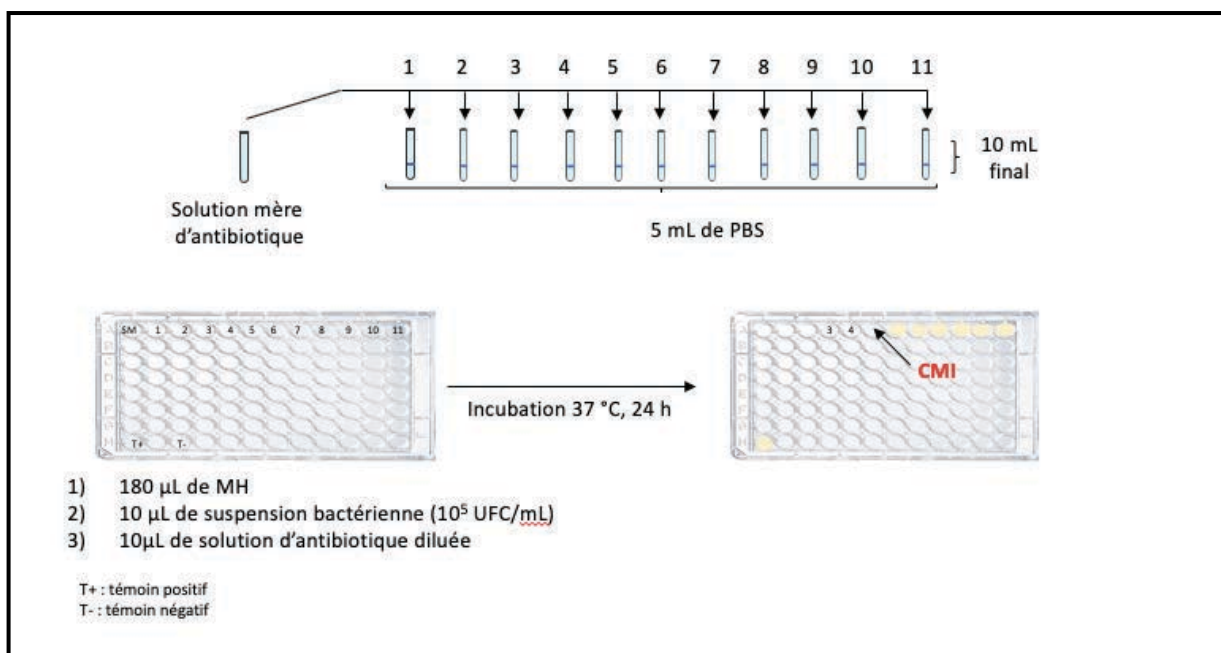 1 2 3 4 5 6 7 8 9 10 11
10 mL
final
Solution mère
d'antibiotique
5 mL de PBS
SM 1 2 3 4 5 6 7 8 9 10 11
3 4
CMI
Incubation 37 °C, 24 h
T+ T-
1) 180 µL de MH
2) 10 µL de suspension bactérienne (10⁵ UFC/mL)
3) 10µL de solution d'antibiotique diluée
T+ : témoin positif
T- : témoin négatif